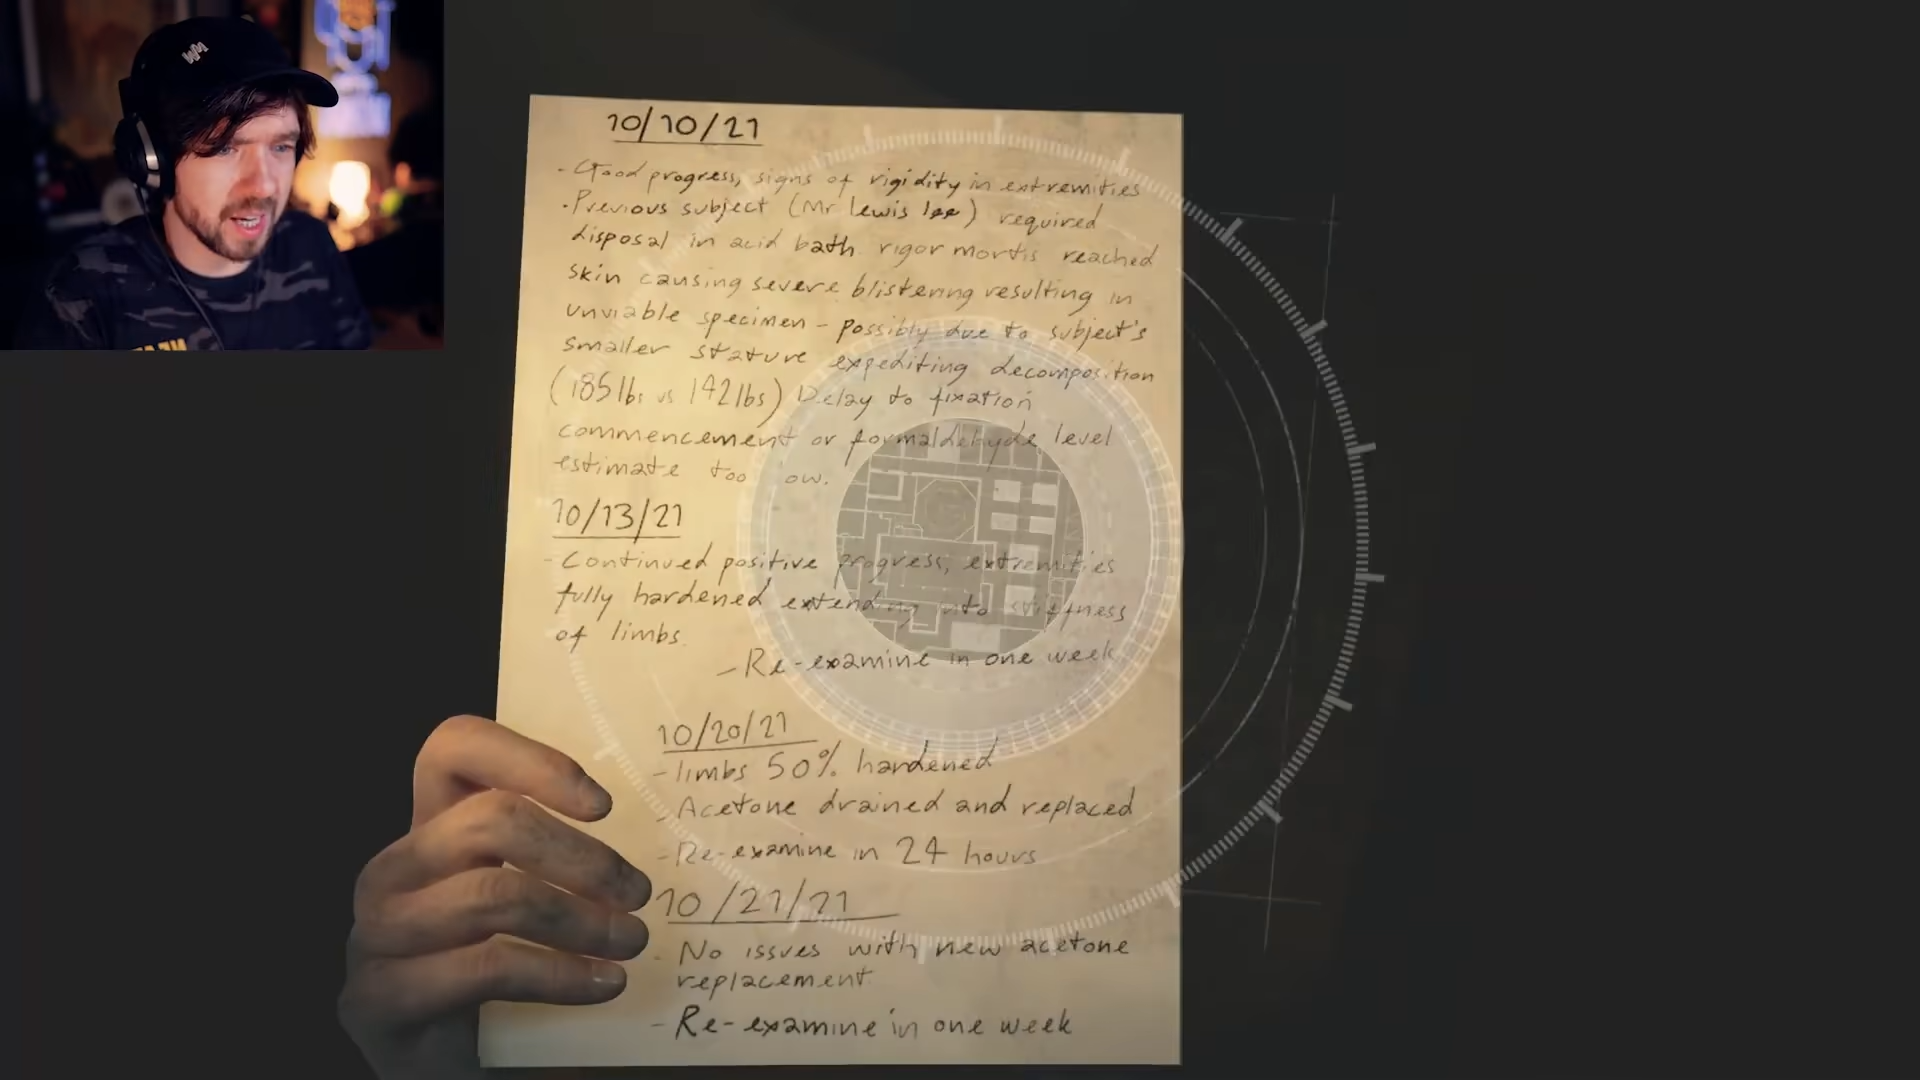 10/10/21
- Good progress, signs of rigidity in extremities
- Previous subject (Mr Lewis lee) required
disposal in acid bath. rigor mortis reached
skin causing severe blistering resulting in
unviable specimen - possibly due to subject's
smaller stature expediting decomposition
(185 lbs vs 142 lbs) Delay to fixation
commencement or formaldehyde level
estimate too low.
10/13/21
- Continued positive progress, extremities
fully hardened extending into stiffness
of limbs.
- Re-examine in one week
10/20/21
- limbs 50% hardened
- Acetone drained and replaced
- Re-examine in 24 hours
10/21/21
- No issues with new acetone
replacement
- Re-examine in one week